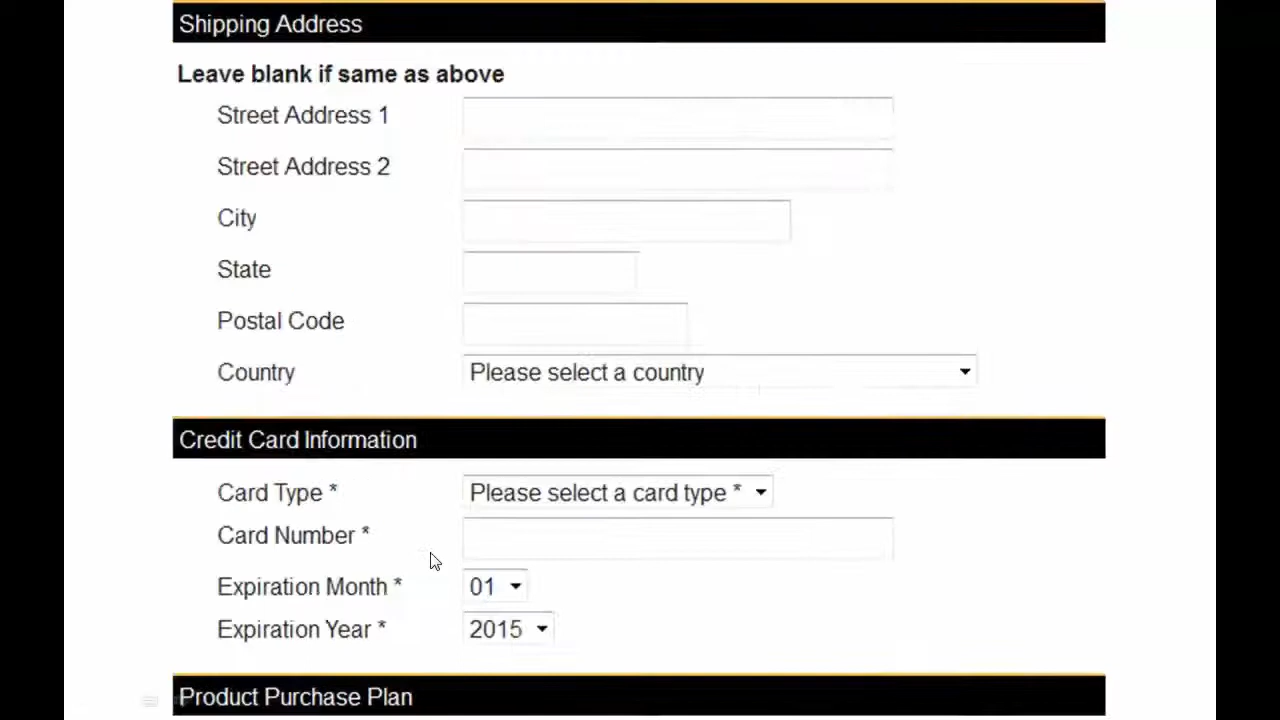 Shipping Address
Leave blank if same as above
Street Address 1
Street Address 2
City
State
Postal Code
Country Please select a country
Credit Card Information
Card Type * Please select a card type *
Card Number *
Expiration Month * 01
Expiration Year * 2015
Product Purchase Plan